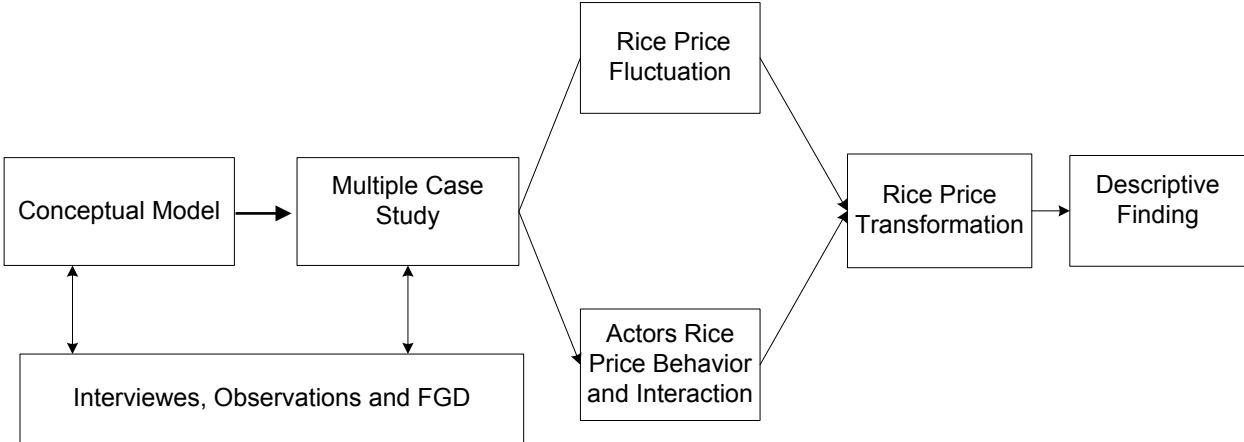 Rice Price
Fluctuation
Conceptual Model
Multiple Case
Study
Rice Price
Transformation
Descriptive
Finding
Actors Rice
Price Behavior
and Interaction
Interviewes, Observations and FGD